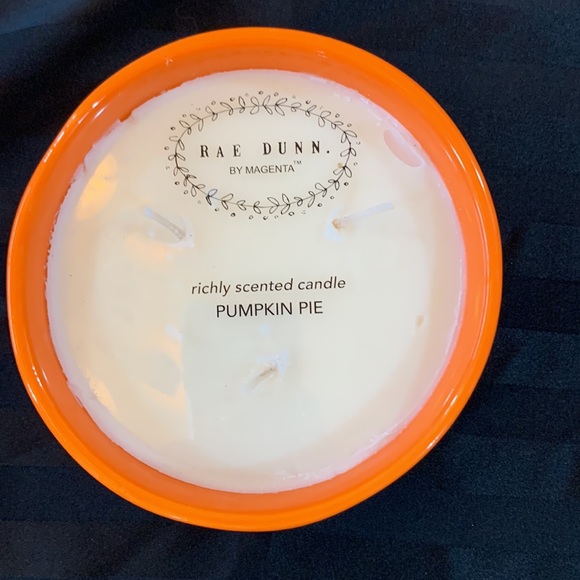 RAE DUNN.
BY MAGENTA™
richly scented candle
PUMPKIN PIE